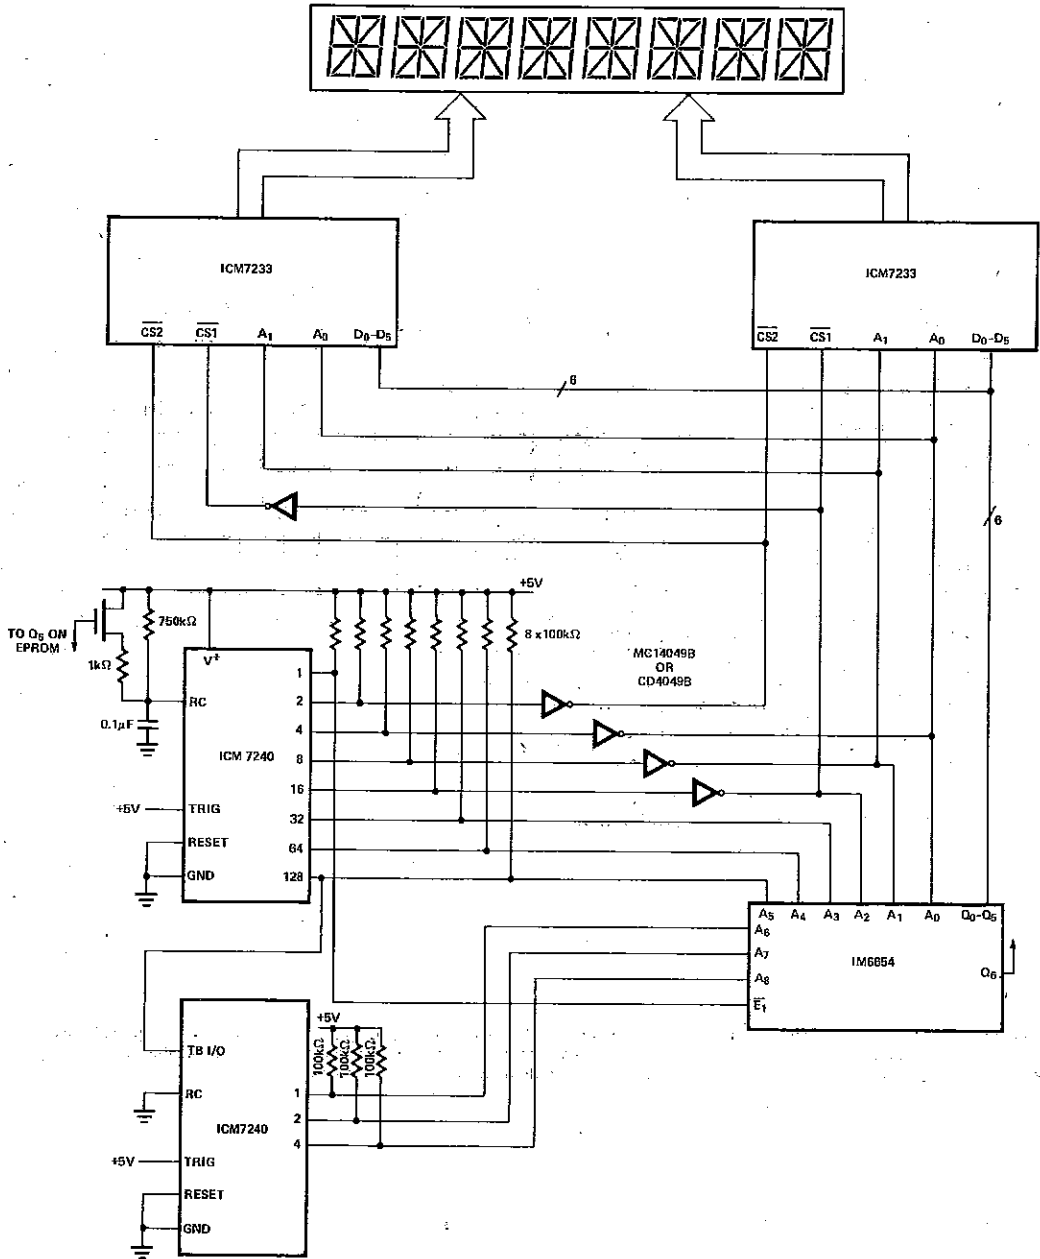 ICM7233
ICM7233
CS2 CS1 A1 A0 D0-D5
CS2 CS1 A1 A0 D0-D5
6
6
+5V
TO Q6 ON
EPROM
750kΩ
1kΩ
0.1µF
8 x100kΩ
MC14049B
OR
CD4049B
V+
RC
ICM 7240
+5V
TRIG
RESET
GND
1
2
4
8
16
32
64
128
A5 A4 A3 A2 A1 A0 Q0-Q5
A6
A7
A8
E1
IM6654
Q6
+5V
100kΩ
100kΩ
100kΩ
TB I/O
RC
ICM7240
+5V
TRIG
RESET
GND
1
2
4